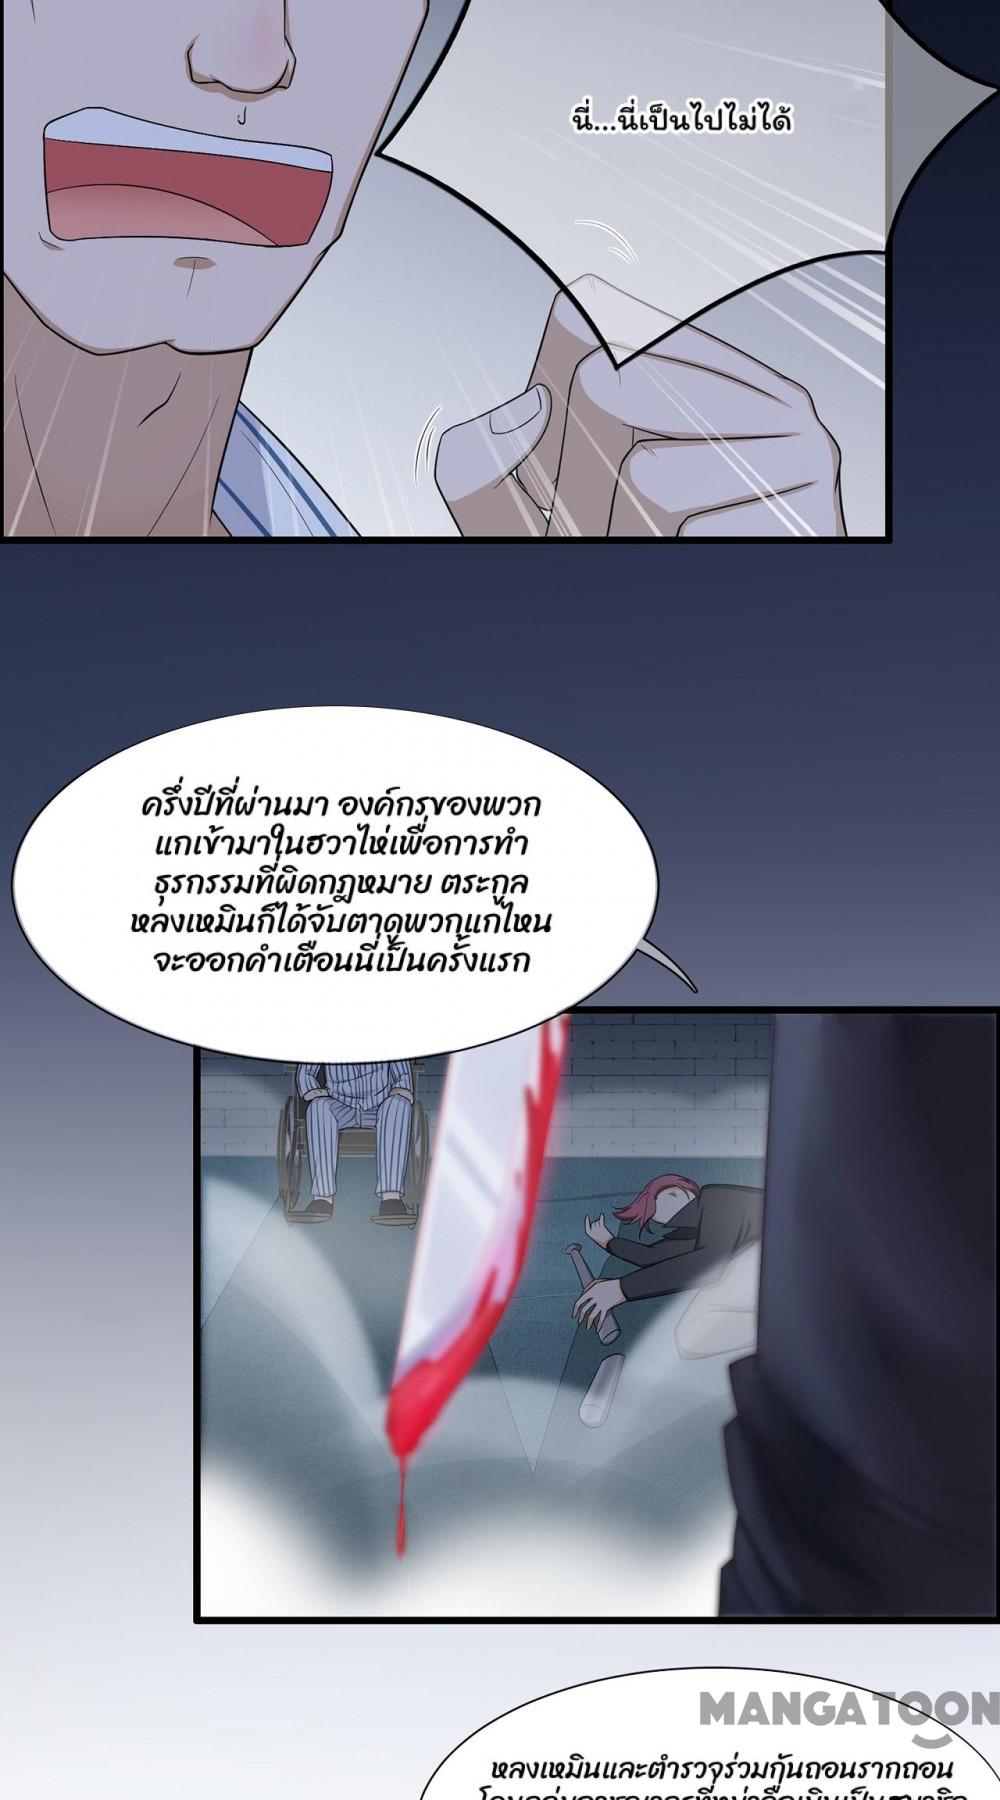 นี่...นี่เป็นไปไม่ได้
ครึ่งปีที่ผ่านมา องค์กรของพวก
แกเข้ามาในฮวาไห่เพื่อการทำ
ธุรกรรมที่ผิดกฎหมาย ตระกูล
หลงเหมินก็ได้จับตาดูพวกแกไหน
จะออกคำเตือนนี่เป็นครั้งแรก
MANGATOON
หลงเหมินและตำรวจร่วมกันถอนรากถอน